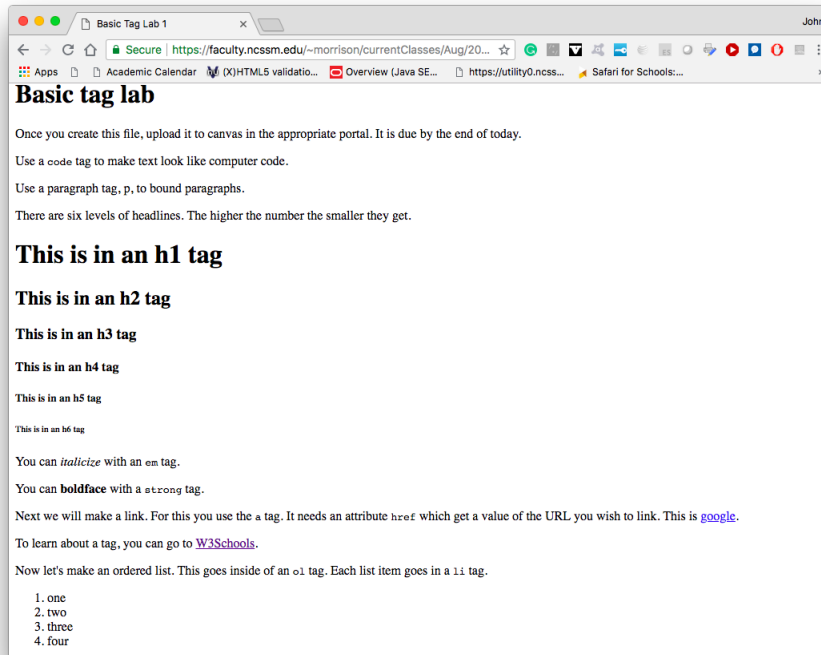 Basic Tag Lab 1
John
Secure | https://faculty.ncssm.edu/~morrison/currentClasses/Aug/20...
Apps Academic Calendar (X)HTML5 validatio... Overview (Java SE... https://utility0.ncss... Safari for Schools:...
Basic tag lab
Once you create this file, upload it to canvas in the appropriate portal. It is due by the end of today.
Use a code tag to make text look like computer code.
Use a paragraph tag, p, to bound paragraphs.
There are six levels of headlines. The higher the number the smaller they get.
This is in an h1 tag
This is in an h2 tag
This is in an h3 tag
This is in an h4 tag
This is in an h5 tag
This is in an h6 tag
You can italicize with an em tag.
You can boldface with a strong tag.
Next we will make a link. For this you use the a tag. It needs an attribute href which get a value of the URL you wish to link. This is google.
To learn about a tag, you can go to W3Schools.
Now let's make an ordered list. This goes inside of an ol tag. Each list item goes in a li tag.
1. one
2. two
3. three
4. four